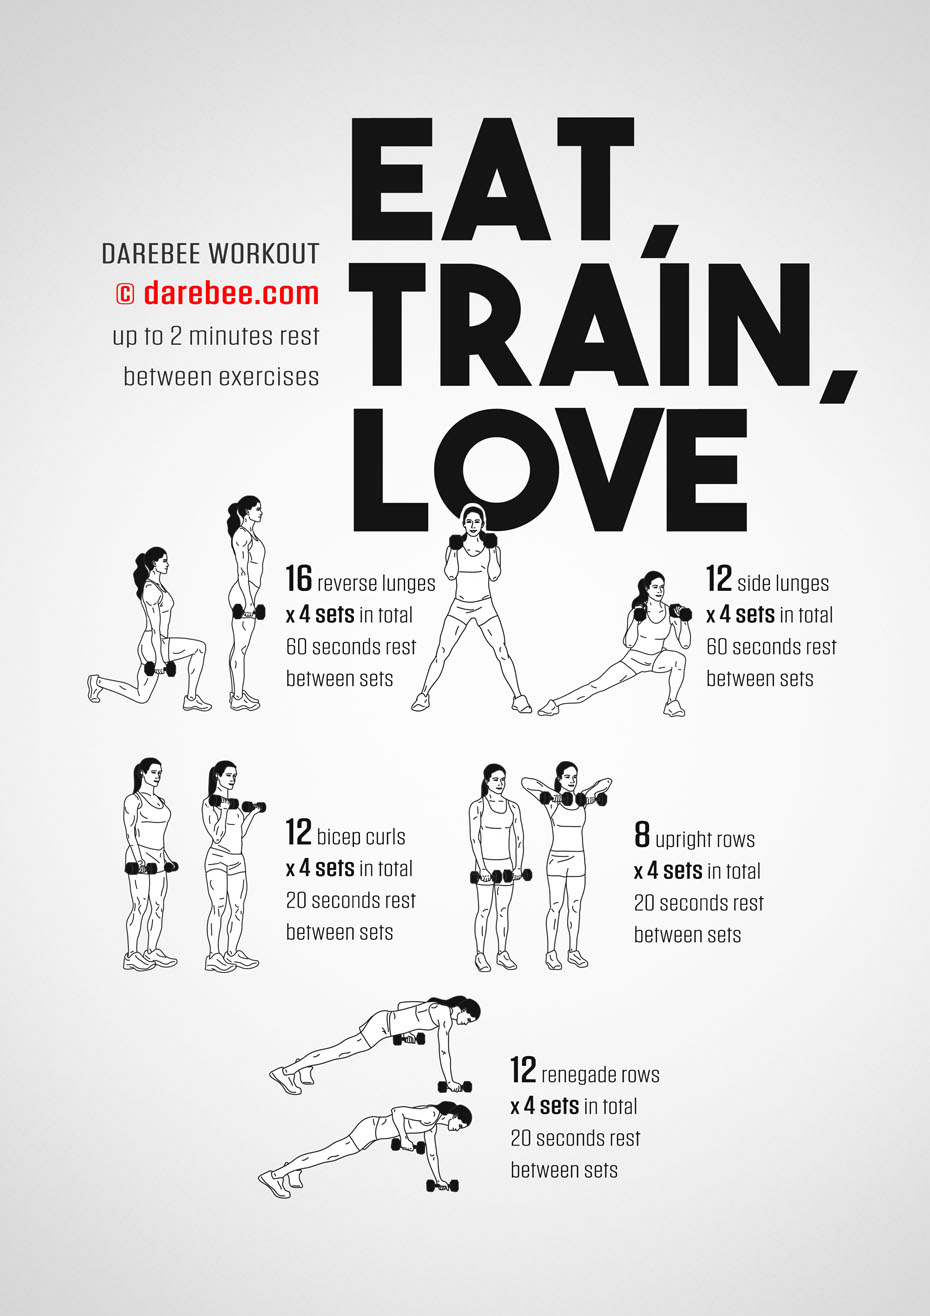 EAT,
TRAIN,
LOVE
DAREBEE WORKOUT
© darebee.com
up to 2 minutes rest
between exercises
16 reverse lunges
x 4 sets in total
60 seconds rest
between sets
12 side lunges
x 4 sets in total
60 seconds rest
between sets
12 bicep curls
x 4 sets in total
20 seconds rest
between sets
8 upright rows
x 4 sets in total
20 seconds rest
between sets
12 renegade rows
x 4 sets in total
20 seconds rest
between sets